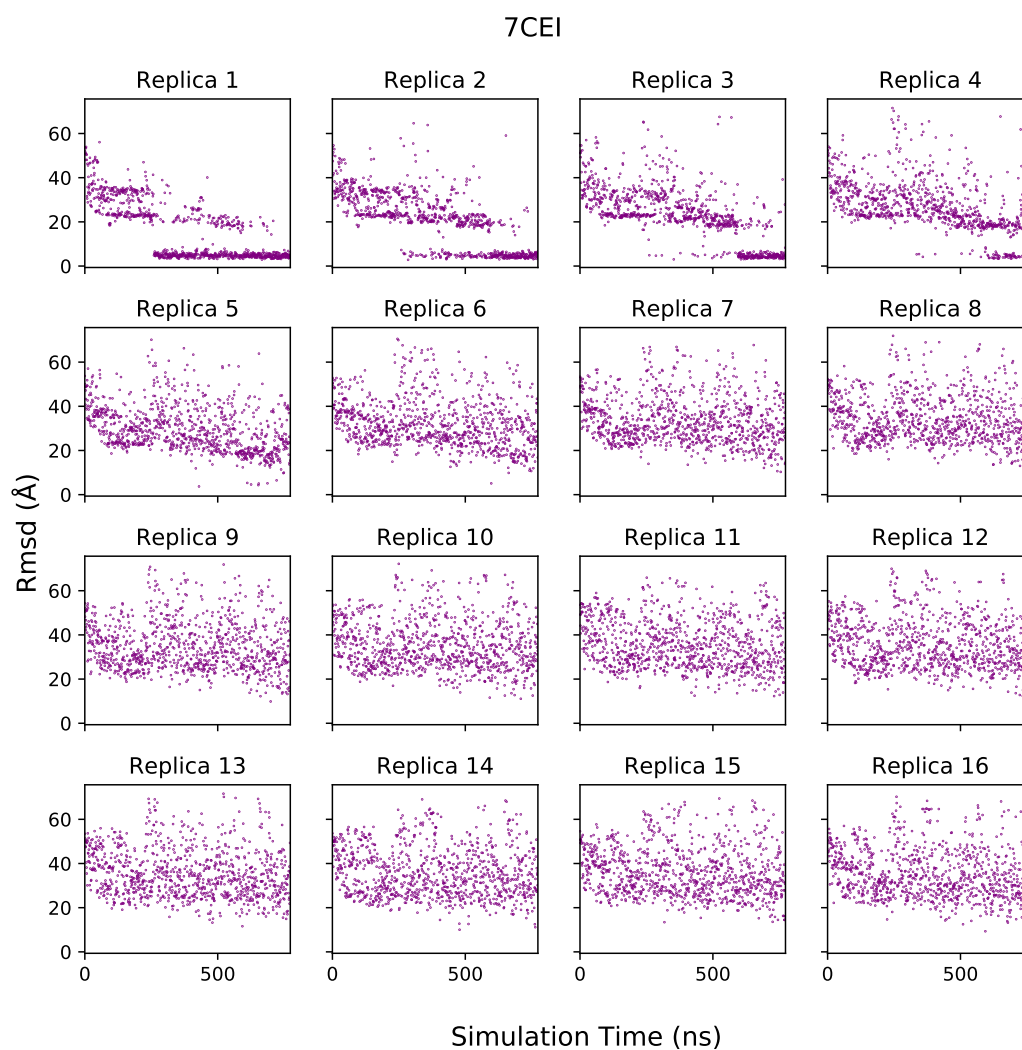 7CEI
Replica 1 Replica 2 Replica 3 Replica 4
60
40
20
0
Replica 5 Replica 6 Replica 7 Replica 8
60
40
20
0
Rmsd (Å)
Replica 9 Replica 10 Replica 11 Replica 12
60
40
20
0
Replica 13 Replica 14 Replica 15 Replica 16
60
40
20
0
0 500 0 500 0 500 0 500
Simulation Time (ns)